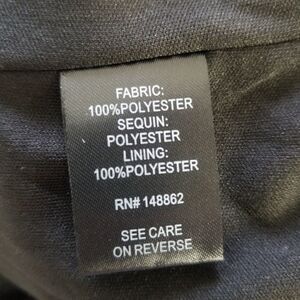 FABRIC:
100%POLYESTER
SEQUIN:
POLYESTER
LINING:
100%POLYESTER
RN# 148862
SEE CARE
ON REVERSE